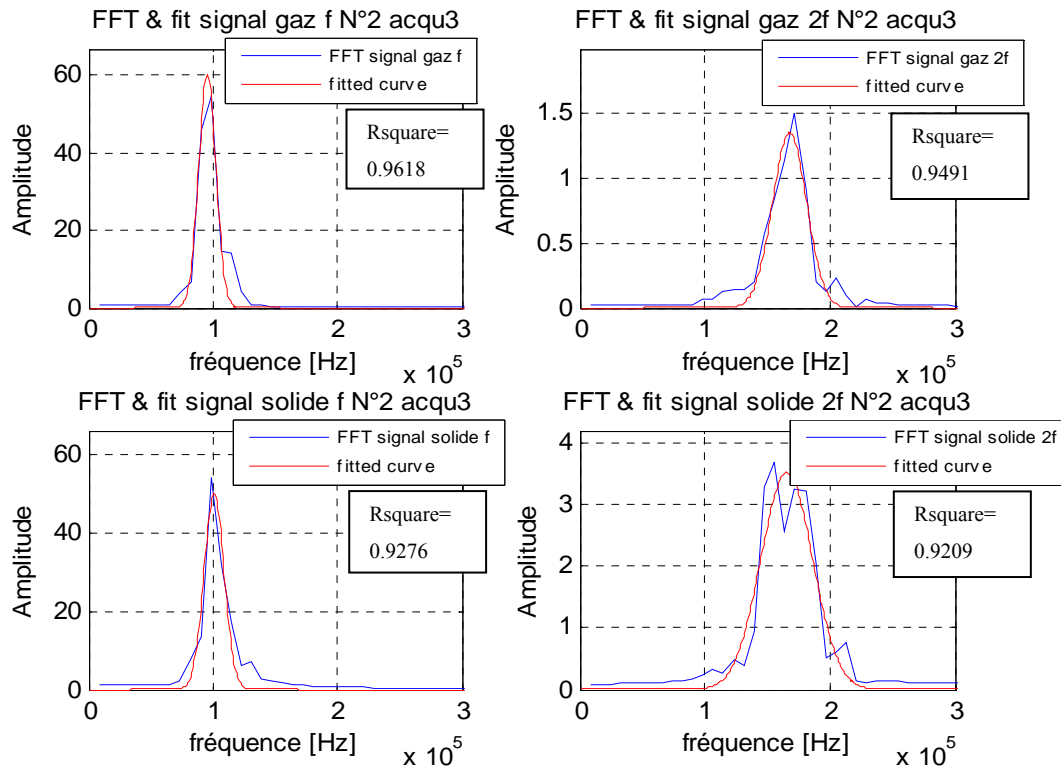 FFT & fit signal gaz f N°2 acqu3
FFT signal gaz f
fitted curve
Rsquare=
0.9618
60
40
20
0
Amplitude
0 1 2 3
fréquence [Hz]
x 10^5
FFT & fit signal gaz 2f N°2 acqu3
FFT signal gaz 2f
fitted curve
Rsquare=
0.9491
1.5
1
0.5
0
Amplitude
0 1 2 3
fréquence [Hz]
x 10^5
FFT & fit signal solide f N°2 acqu3
FFT signal solide f
fitted curve
Rsquare=
0.9276
60
40
20
0
Amplitude
0 1 2 3
fréquence [Hz]
x 10^5
FFT & fit signal solide 2f N°2 acqu3
FFT signal solide 2f
fitted curve
Rsquare=
0.9209
4
3
2
1
0
Amplitude
0 1 2 3
fréquence [Hz]
x 10^5